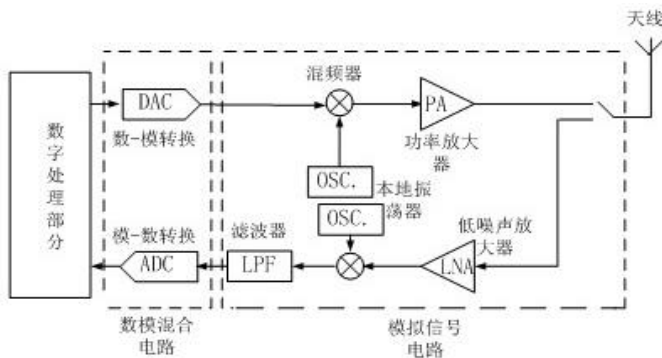 天线
混频器
DAC
PA
数-模转换
功率放大
器
数字处理部分
OSC.
本地振
荡器
OSC.
低噪声放
大器
滤波器
模-数转换
ADC
LPF
LNA
数模混合
电路
模拟信号
电路